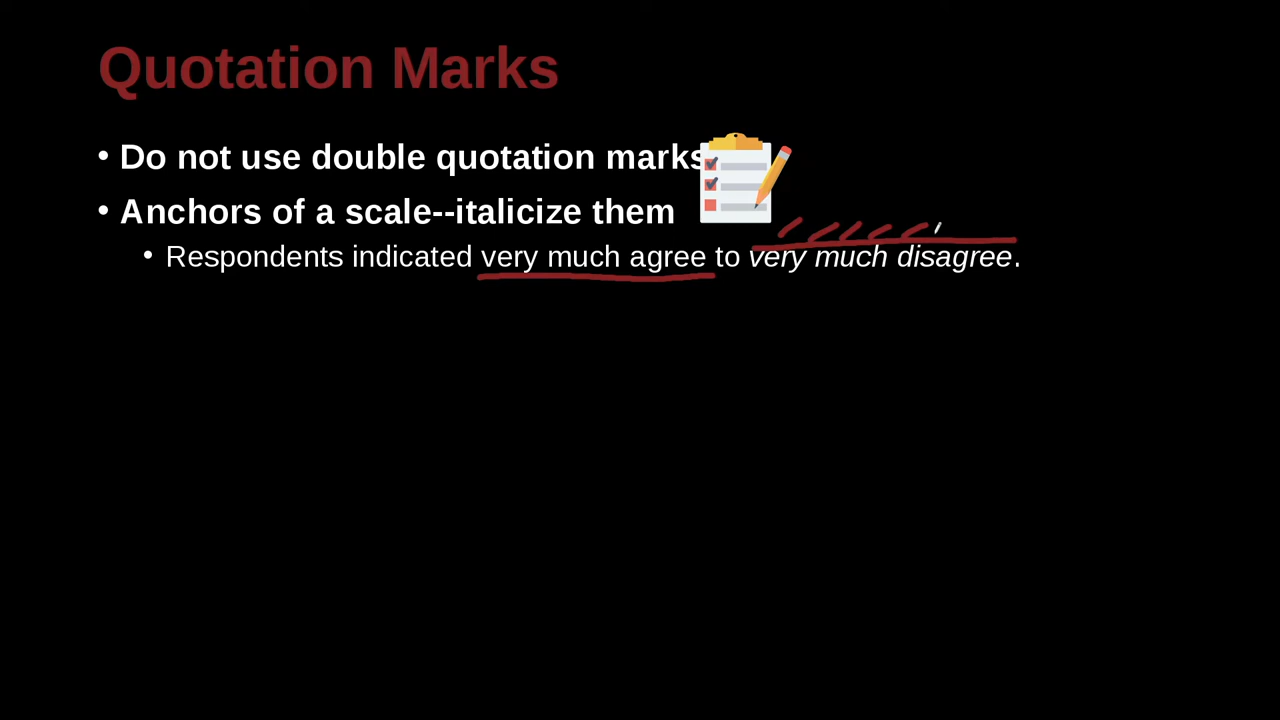 Quotation Marks
• Do not use double quotation marks
• Anchors of a scale--italicize them
• Respondents indicated very much agree to very much disagree.